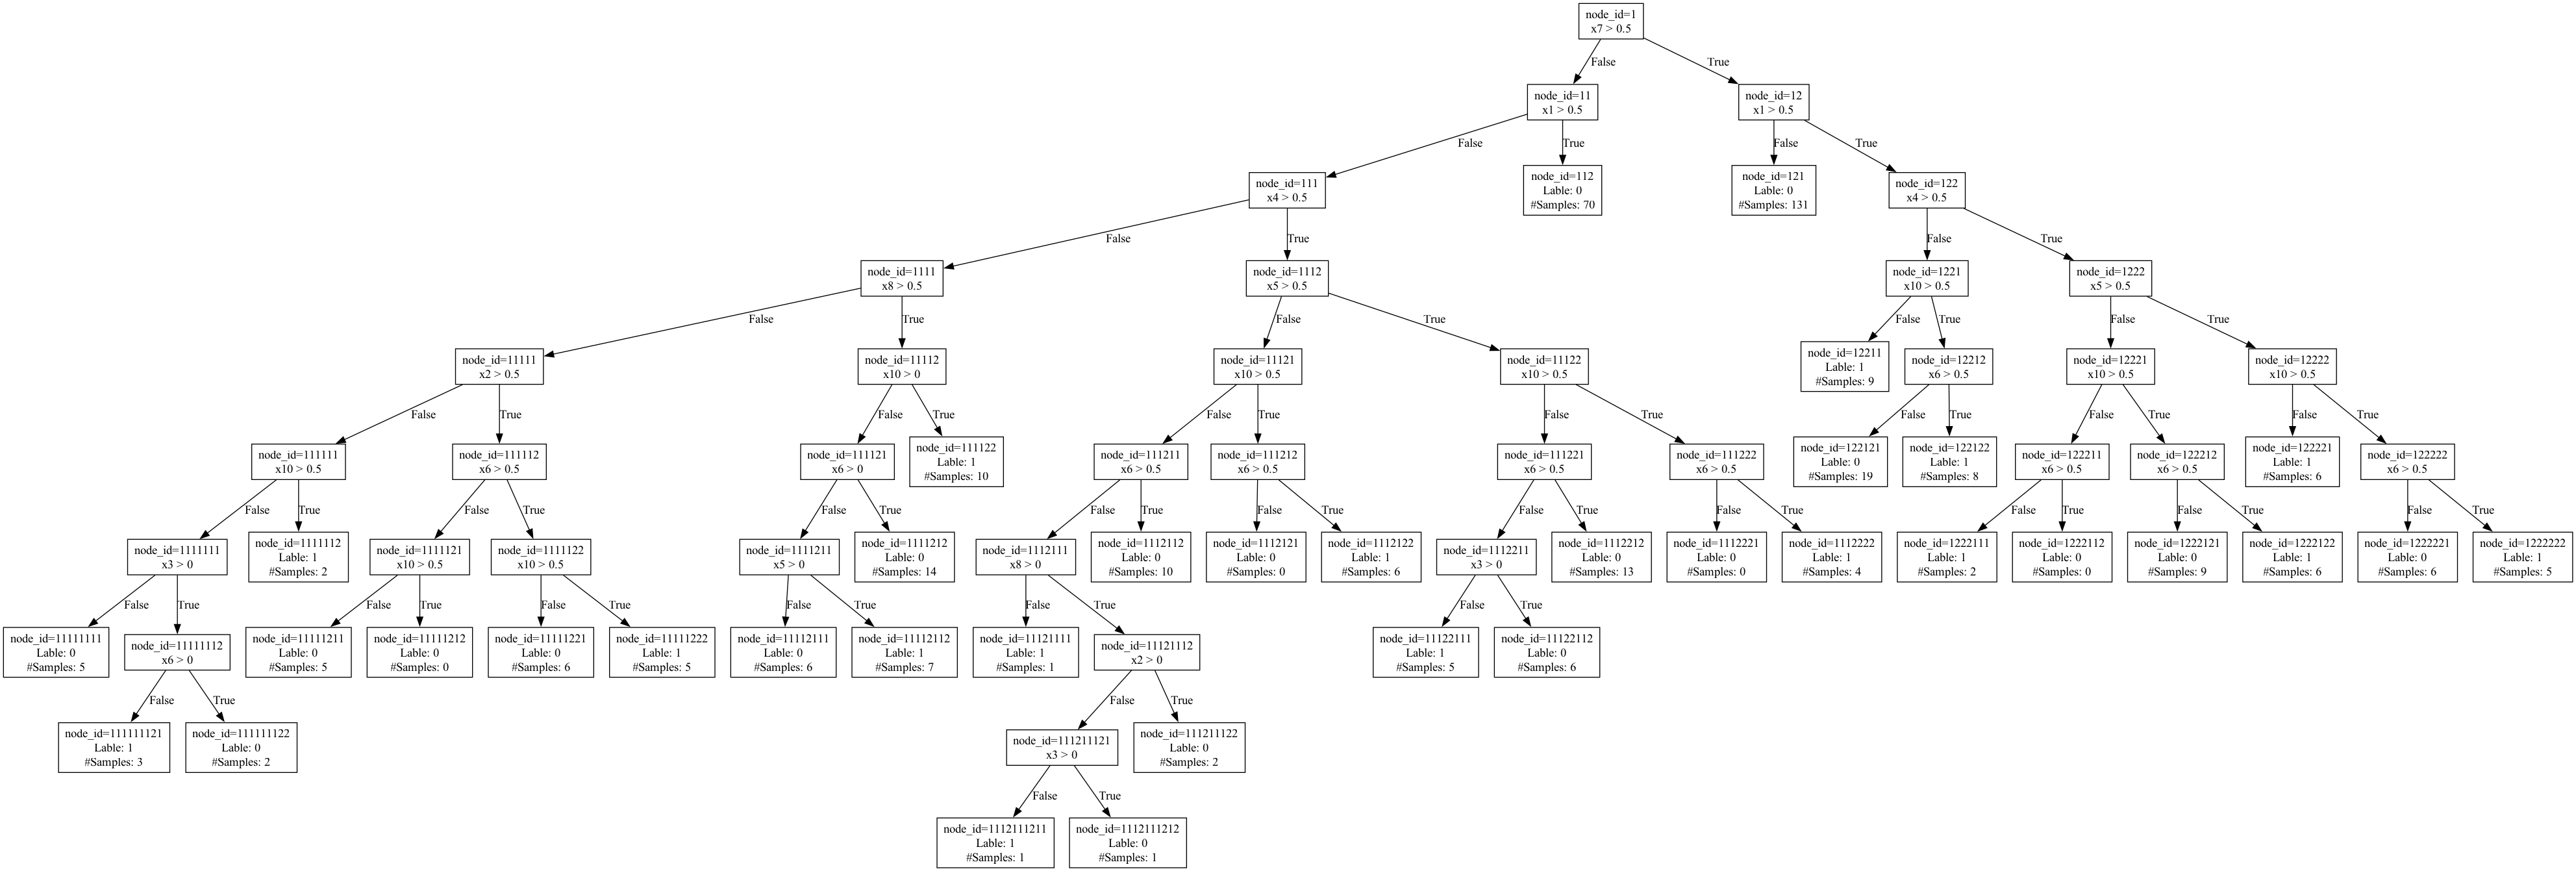 node_id=1
x7 > 0.5
False
True
node_id=11
x1 > 0.5
node_id=12
x1 > 0.5
False
True
False
True
node_id=111
x4 > 0.5
node_id=112
Lable: 0
#Samples: 70
node_id=121
Lable: 0
#Samples: 131
node_id=122
x4 > 0.5
False
True
False
True
node_id=1111
x8 > 0.5
node_id=1112
x5 > 0.5
node_id=1221
x10 > 0.5
node_id=1222
x5 > 0.5
False
True
False
True
False
True
False
True
node_id=11111
x2 > 0.5
node_id=11112
x10 > 0
node_id=11121
x10 > 0.5
node_id=11122
x10 > 0.5
node_id=12211
Lable: 1
#Samples: 9
node_id=12212
x6 > 0.5
node_id=12221
x10 > 0.5
node_id=12222
x10 > 0.5
False
True
False
True
False
True
False
True
False
True
False
True
False
True
node_id=111111
x10 > 0.5
node_id=111112
x6 > 0.5
node_id=111121
x6 > 0
node_id=111122
Lable: 1
#Samples: 10
node_id=111211
x6 > 0.5
node_id=111212
x6 > 0.5
node_id=111221
x6 > 0.5
node_id=111222
x6 > 0.5
node_id=122121
Lable: 0
#Samples: 19
node_id=122122
Lable: 1
#Samples: 8
node_id=122211
x6 > 0.5
node_id=122212
x6 > 0.5
node_id=122221
Lable: 1
#Samples: 6
node_id=122222
x6 > 0.5
False
True
False
True
False
True
False
True
False
True
False
True
False
True
False
True
False
True
False
True
node_id=1111111
x3 > 0
node_id=1111112
Lable: 1
#Samples: 2
node_id=1111121
x10 > 0.5
node_id=1111122
x10 > 0.5
node_id=1111211
x5 > 0
node_id=1111212
Lable: 0
#Samples: 14
node_id=1112111
x8 > 0
node_id=1112112
Lable: 0
#Samples: 10
node_id=1112121
Lable: 0
#Samples: 0
node_id=1112122
Lable: 1
#Samples: 6
node_id=1112211
x3 > 0
node_id=1112212
Lable: 0
#Samples: 13
node_id=1112221
Lable: 0
#Samples: 0
node_id=1112222
Lable: 1
#Samples: 4
node_id=1222111
Lable: 1
#Samples: 2
node_id=1222112
Lable: 0
#Samples: 0
node_id=1222121
Lable: 0
#Samples: 9
node_id=1222122
Lable: 1
#Samples: 6
node_id=1222221
Lable: 0
#Samples: 6
node_id=1222222
Lable: 1
#Samples: 5
False
True
False
True
False
True
False
True
False
True
False
True
node_id=11111111
Lable: 0
#Samples: 5
node_id=11111112
x6 > 0
node_id=11111211
Lable: 0
#Samples: 5
node_id=11111212
Lable: 0
#Samples: 0
node_id=11111221
Lable: 0
#Samples: 6
node_id=11111222
Lable: 1
#Samples: 5
node_id=11112111
Lable: 0
#Samples: 6
node_id=11112112
Lable: 1
#Samples: 7
node_id=11121111
Lable: 1
#Samples: 1
node_id=11121112
x2 > 0
node_id=11122111
Lable: 1
#Samples: 5
node_id=11122112
Lable: 0
#Samples: 6
False
True
False
True
node_id=111111121
Lable: 1
#Samples: 3
node_id=111111122
Lable: 0
#Samples: 2
node_id=111211121
x3 > 0
node_id=111211122
Lable: 0
#Samples: 2
False
True
node_id=1112111211
Lable: 1
#Samples: 1
node_id=1112111212
Lable: 0
#Samples: 1